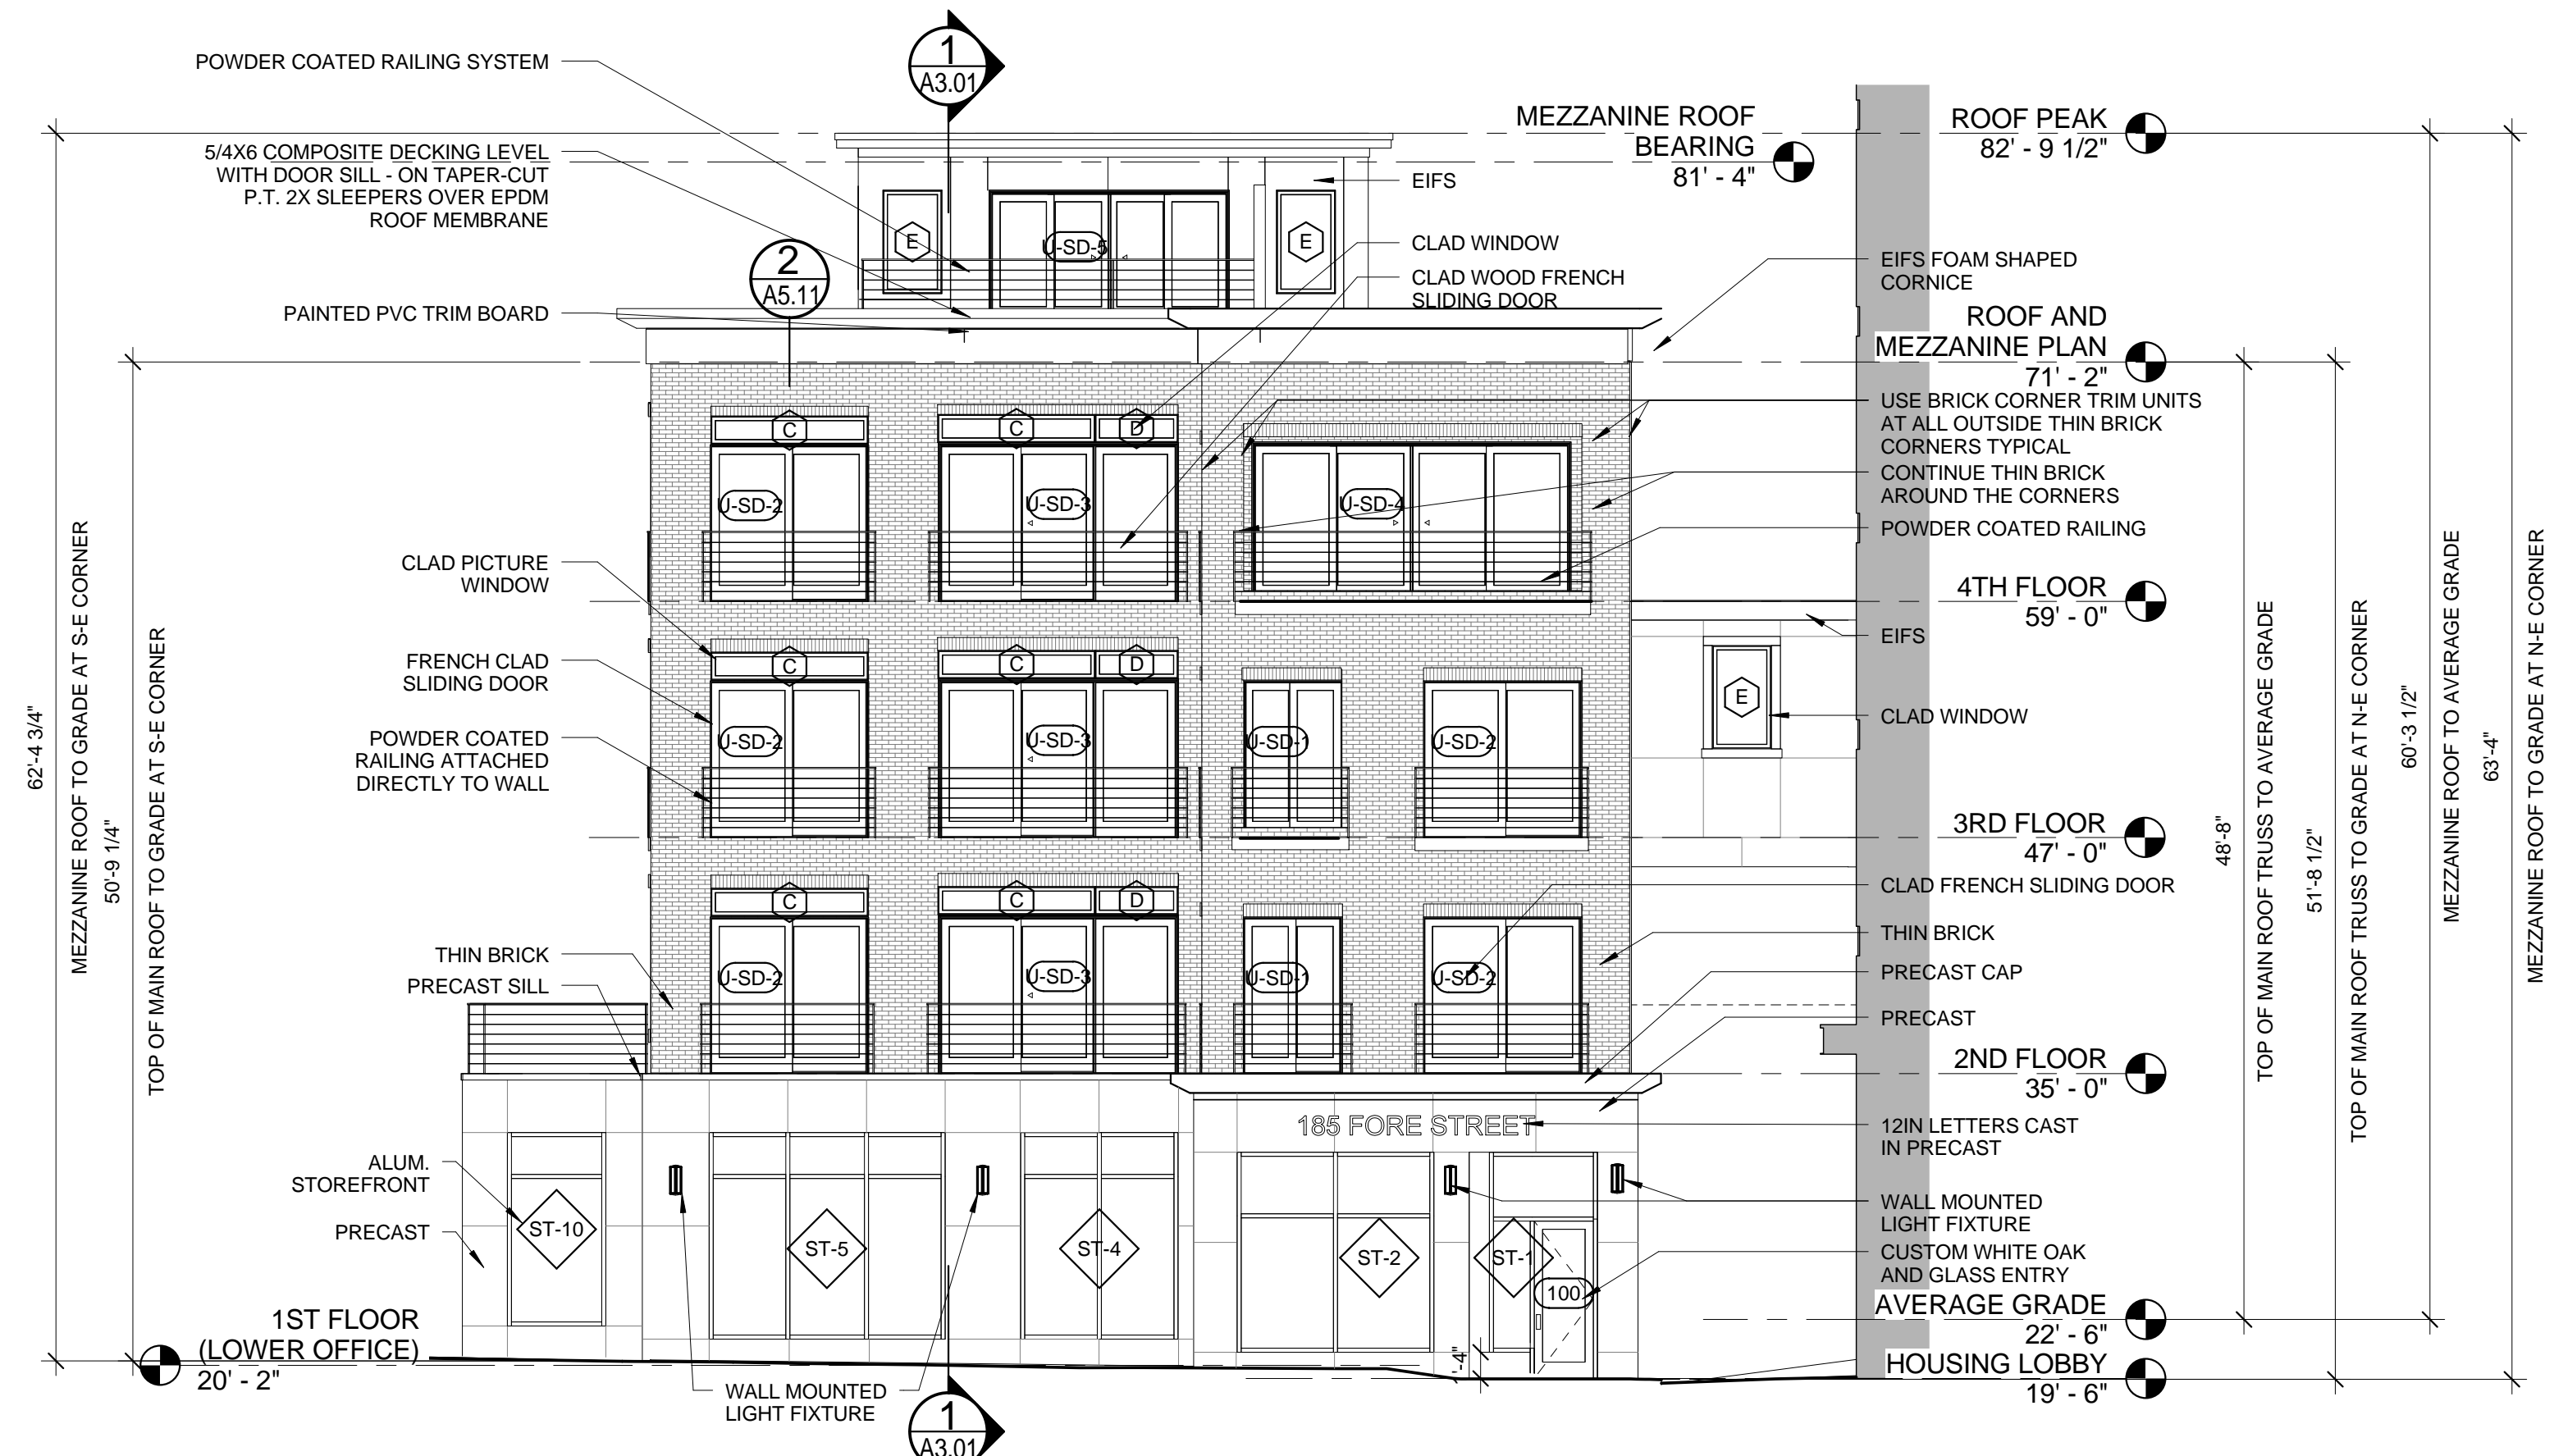 1
A3.01
POWDER COATED RAILING SYSTEM
5/4X6 COMPOSITE DECKING LEVEL
WITH DOOR SILL - ON TAPER-CUT
P.T. 2X SLEEPERS OVER EPDM
ROOF MEMBRANE
2
A5.11
PAINTED PVC TRIM BOARD
MEZZANINE ROOF
BEARING
81' - 4"
ROOF PEAK
82' - 9 1/2"
EIFS
CLAD WINDOW
CLAD WOOD FRENCH
SLIDING DOOR
EIFS FOAM SHAPED
CORNICE
ROOF AND
MEZZANINE PLAN
71' - 2"
USE BRICK CORNER TRIM UNITS
AT ALL OUTSIDE THIN BRICK
CORNERS TYPICAL
CONTINUE THIN BRICK
AROUND THE CORNERS
POWDER COATED RAILING
4TH FLOOR
59' - 0"
EIFS
CLAD WINDOW
3RD FLOOR
47' - 0"
CLAD FRENCH SLIDING DOOR
THIN BRICK
PRECAST CAP
PRECAST
2ND FLOOR
35' - 0"
12IN LETTERS CAST
IN PRECAST
WALL MOUNTED
LIGHT FIXTURE
CUSTOM WHITE OAK
AND GLASS ENTRY
AVERAGE GRADE
22' - 6"
HOUSING LOBBY
19' - 6"
E
U-SD-5
E
C
C
D
U-SD-2
U-SD-3
U-SD-4
C
C
D
E
U-SD-2
U-SD-3
U-SD-1
U-SD-2
C
C
D
U-SD-2
U-SD-3
U-SD-1
U-SD-2
185 FORE STREET
ST-10
ST-5
ST-4
ST-2
ST-1
100
CLAD PICTURE
WINDOW
FRENCH CLAD
SLIDING DOOR
POWDER COATED
RAILING ATTACHED
DIRECTLY TO WALL
THIN BRICK
PRECAST SILL
ALUM.
STOREFRONT
PRECAST
1ST FLOOR
(LOWER OFFICE)
20' - 2"
WALL MOUNTED
LIGHT FIXTURE
1
A3.01
62'-4 3/4"
MEZZANINE ROOF TO GRADE AT S-E CORNER
50'-9 1/4"
TOP OF MAIN ROOF TO GRADE AT S-E CORNER
48'-8"
TOP OF MAIN ROOF TRUSS TO AVERAGE GRADE
51'-8 1/2"
TOP OF MAIN ROOF TRUSS TO GRADE AT N-E CORNER
60'-3 1/2"
MEZZANINE ROOF TO AVERAGE GRADE
63'-4"
MEZZANINE ROOF TO GRADE AT N-E CORNER